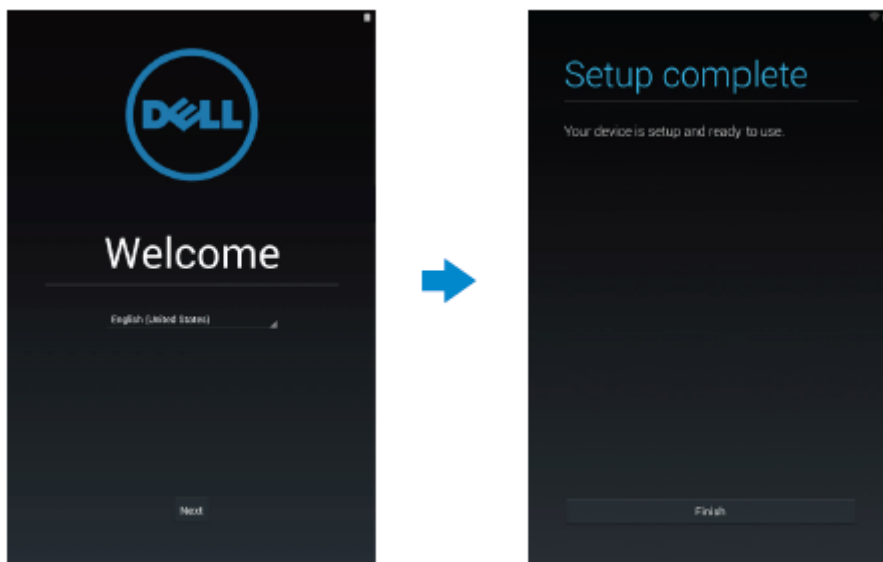 DELL
Welcome
English (United States)
Next
Setup complete
Your device is setup and ready to use.
Finish